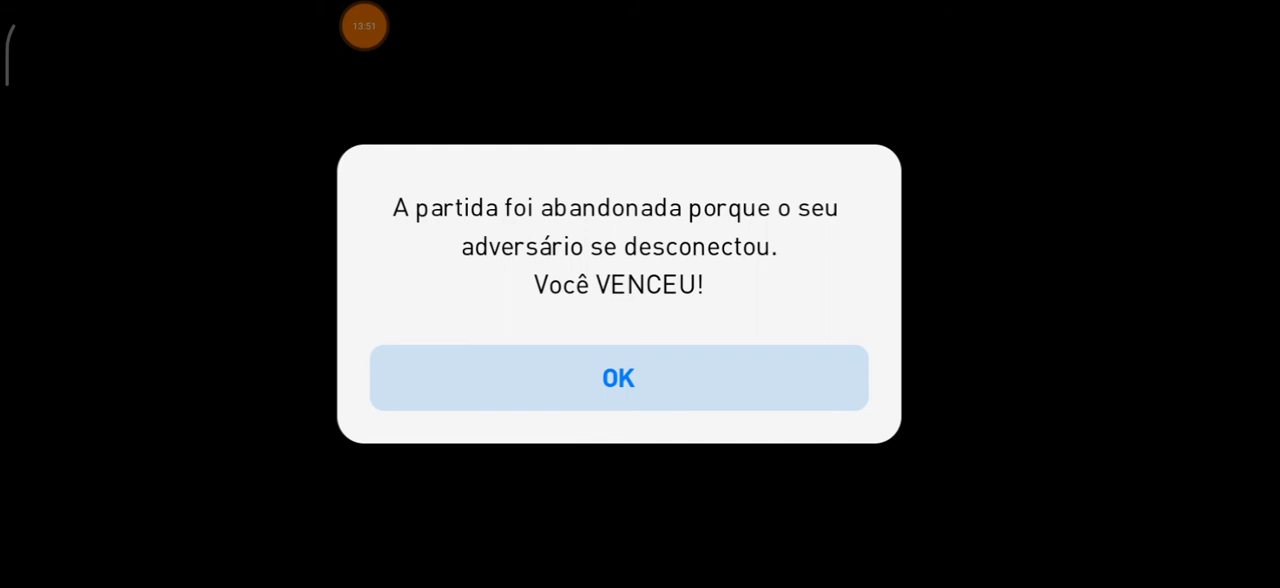 13:51
A partida foi abandonada porque o seu
adversário se desconectou.
Você VENCEU!
OK